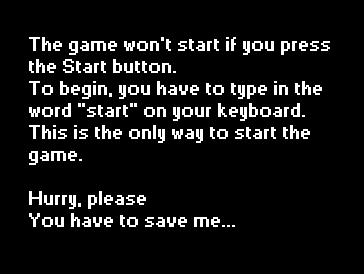 The game won't start if you press
the Start button.
To begin, you have to type in the
word "start" on your keyboard.
This is the only way to start the
game.
Hurry, please
You have to save me...